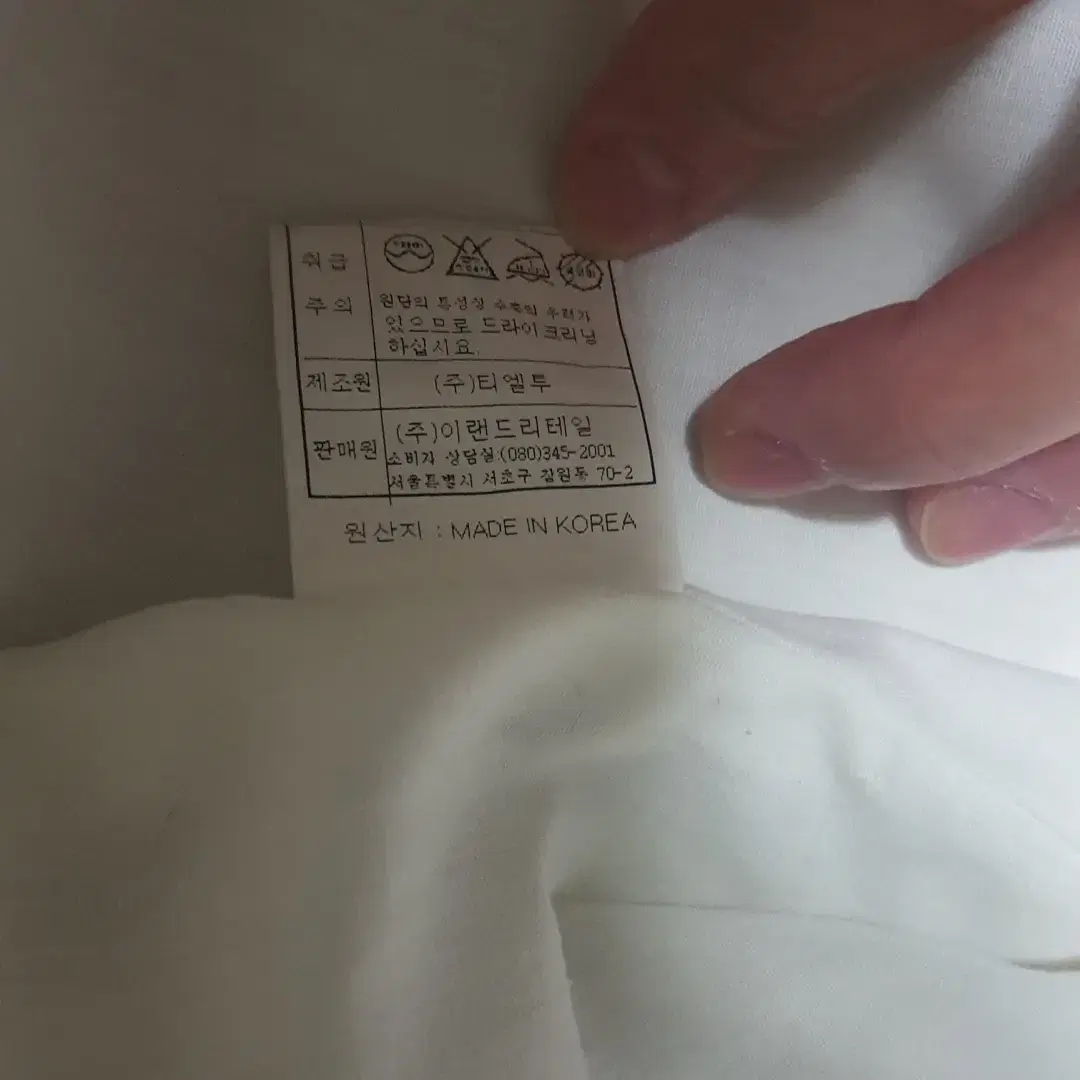 취급
주의
드라이
원단의 특성상 수축의 우려가
있으므로 드라이크리닝
하십시요.
제조원 (주)티엘투
판매원 (주)이랜드리테일
소비자 상담실:(080)345-2001
서울특별시 서초구 잠원동 70-2
원산지 : MADE IN KOREA